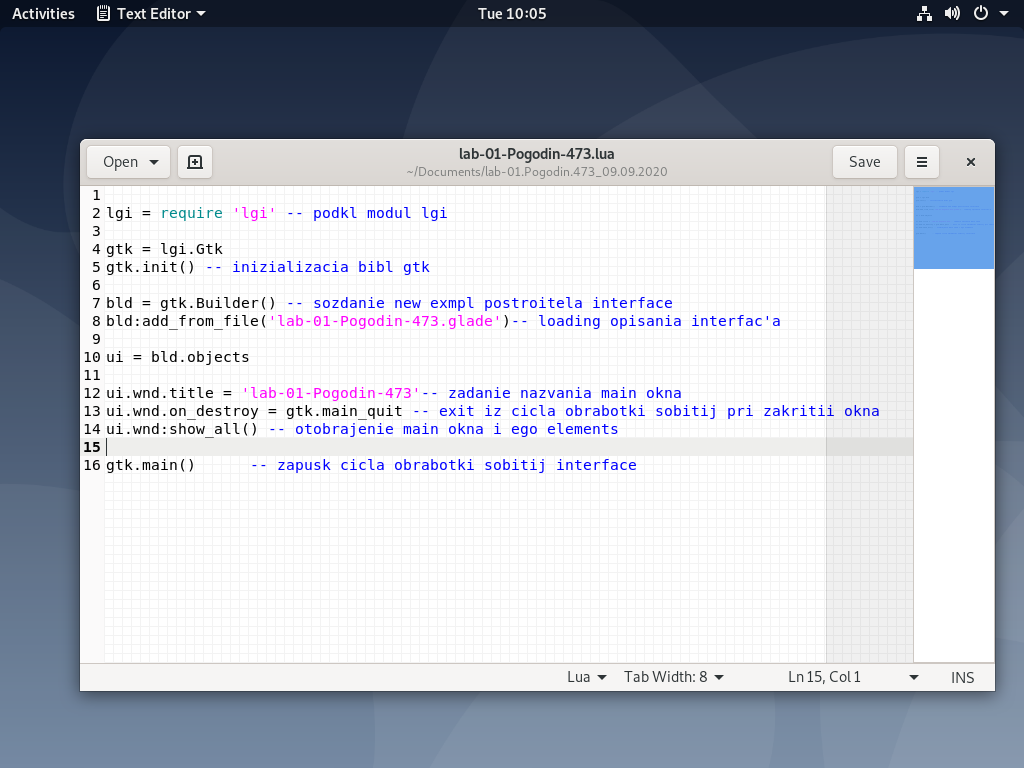 Activities Text Editor Tue 10:05
Open lab-01-Pogodin-473.lua Save
~/Documents/lab-01.Pogodin.473_09.09.2020
1
2 lgi = require 'lgi' -- podkl modul lgi
3
4 gtk = lgi.Gtk
5 gtk.init() -- inizializacia bibl gtk
6
7 bld = gtk.Builder() -- sozdanie new exmpl postroitela interface
8 bld:add_from_file('lab-01-Pogodin-473.glade')-- loading opisania interfac'a
9
10 ui = bld.objects
11
12 ui.wnd.title = 'lab-01-Pogodin-473'-- zadanie nazvania main okna
13 ui.wnd.on_destroy = gtk.main_quit -- exit iz cicla obrabotki sobitij pri zakritii okna
14 ui.wnd:show_all() -- otobrajenie main okna i ego elements
15
16 gtk.main()      -- zapusk cicla obrabotki sobitij interface
Lua Tab Width: 8 Ln 15, Col 1 INS